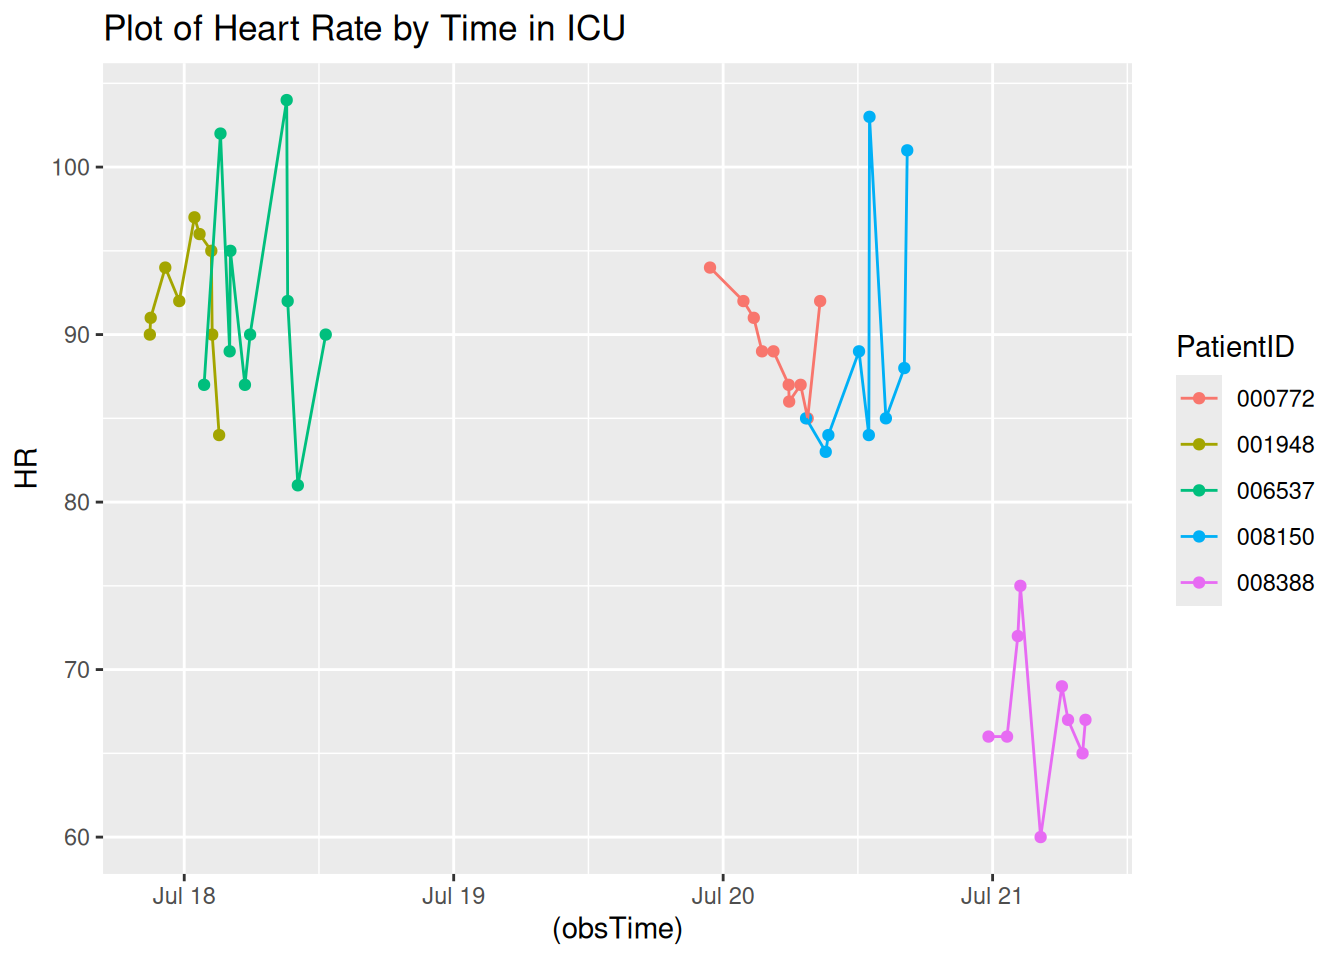 Plot of Heart Rate by Time in ICU
HR
100
90
80
70
60
Jul 18 Jul 19 Jul 20 Jul 21
(obsTime)
PatientID
000772
001948
006537
008150
008388